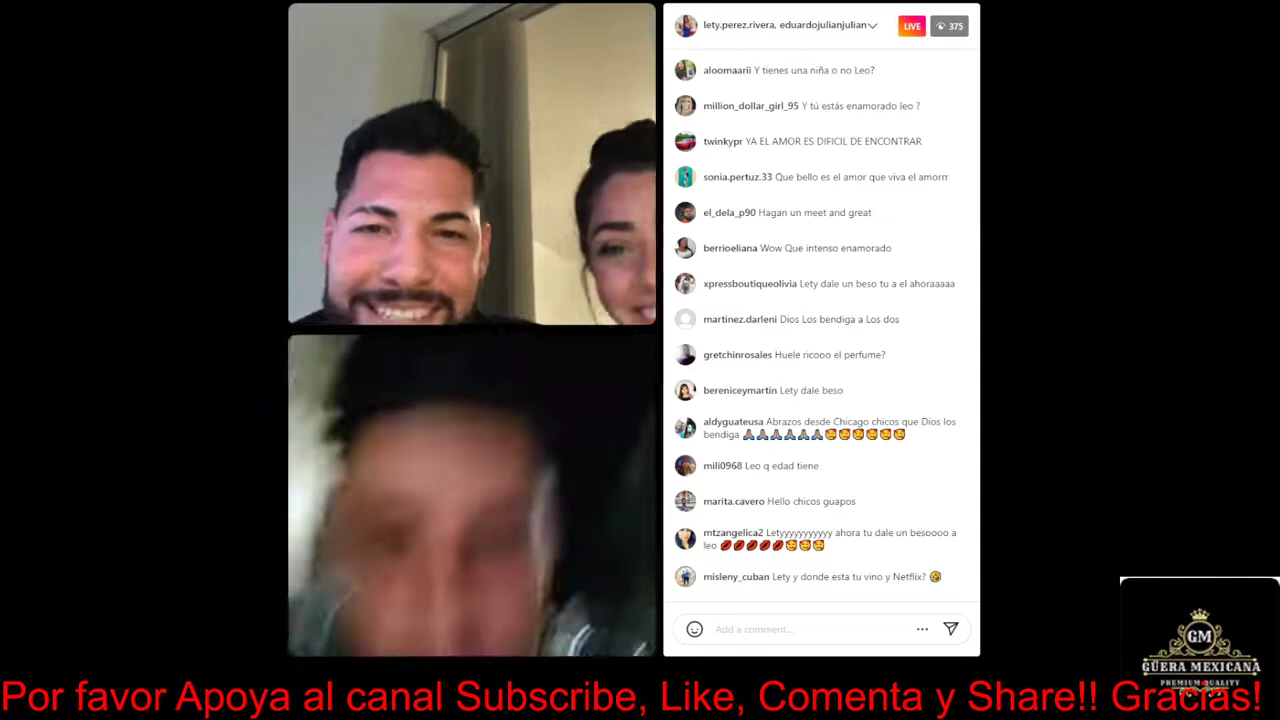 lety.perez.rivera, eduardojulianjulian
LIVE
375
aloomaarii Y tienes una niña o no Leo?
million_dollar_girl_95 Y tú estás enamorado leo ?
twinkypr YA EL AMOR ES DIFICIL DE ENCONTRAR
sonia.pertuz.33 Que bello es el amor que viva el amorrr
el_dela_p90 Hagan un meet and great
berrioeliana Wow Que intenso enamorado
xpressboutiqueolivia Lety dale un beso tu a el ahoraaaaa
martinez.darleni Dios Los bendiga a Los dos
gretchinrosales Huele ricooo el perfume?
bereniceymartin Lety dale beso
aldyguateusa Abrazos desde Chicago chicos que Dios los
bendiga 🙏🏽🙏🏽🙏🏽🙏🏽🙏🏽🙏🏽🥰🥰🥰🥰🥰🥰
mili0968 Leo q edad tiene
marita.cavero Hello chicos guapos
mtzangelica2 Letyyyyyyyyyyy ahora tu dale un besoooo a
leo 💋💋💋💋💋🥰🥰🥰
misleny_cuban Lety y donde esta tu vino y Netflix? 🤣
Add a comment...
GM
GÜERA MEXICANA
PREMIUM QUALITY
Por favor Apoya al canal Subscribe, Like, Comenta y Share!! Gracias!